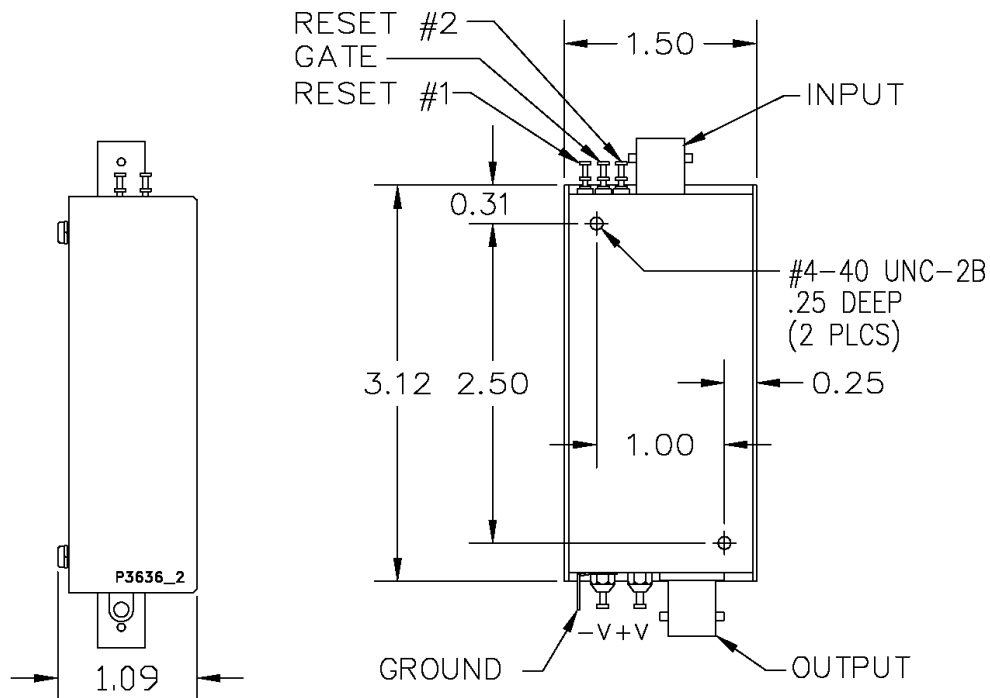 RESET #2
GATE
RESET #1
1.50
INPUT
0.31
#4-40 UNC-2B
.25 DEEP
(2 PLCS)
3.12
2.50
0.25
1.00
P3636_2
-V+V
1.09
GROUND
OUTPUT